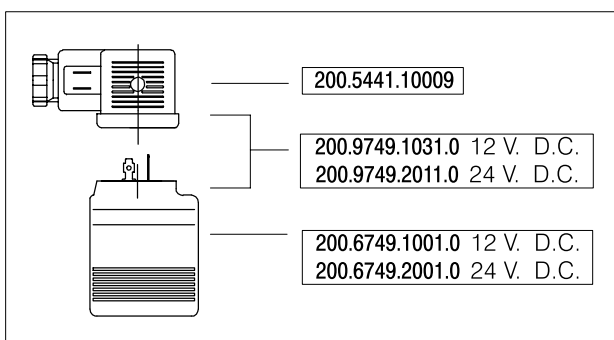 200.5441.10009
200.9749.1031.0 12 V. D.C.
200.9749.2011.0 24 V. D.C.
200.6749.1001.0 12 V. D.C.
200.6749.2001.0 24 V. D.C.